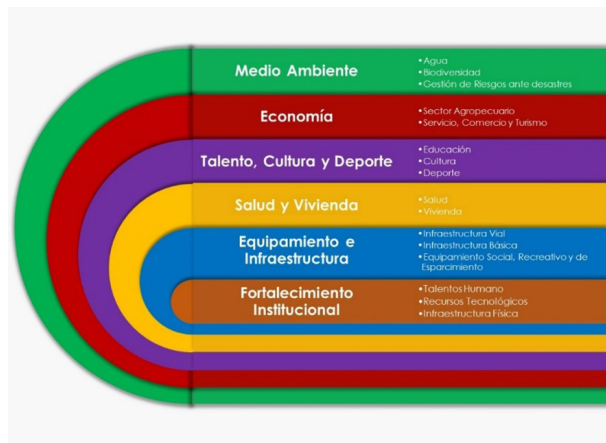 Medio Ambiente
•Agua
•Biodiversidad
•Gestión de Riesgos ante desastres
Economía
•Sector Agropecuario
•Servicio, Comercio y Turismo
Talento, Cultura y Deporte
•Educación
•Cultura
•Deporte
Salud y Vivienda
•Salud
•Vivienda
Equipamiento e
Infraestructura
•Infraestructura Vial
•Infraestructura Básica
•Equipamiento Social, Recreativo y de
Esparcimiento
Fortalecimiento
Institucional
•Talentos Humano
•Recursos Tecnológicos
•Infraestructura Física